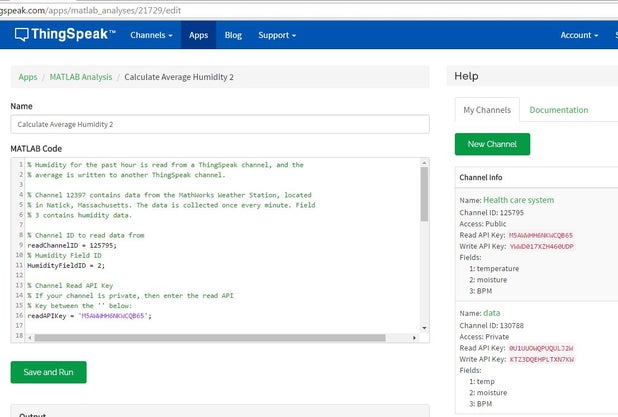 gspeak.com/apps/matlab_analyses/21729/edit
ThingSpeak™ Channels Apps Blog Support Account S
Apps / MATLAB Analysis / Calculate Average Humidity 2
Name
Calculate Average Humidity 2
MATLAB Code
1 % Humidity for the past hour is read from a ThingSpeak channel, and the
2 % average is written to another ThingSpeak channel.
3
4 % Channel 12397 contains data from the MathWorks Weather Station, located
5 % in Natick, Massachusetts. The data is collected once every minute. Field
6 % 3 contains humidity data.
7
8 % Channel ID to read data from
9 readChannelID = 125795;
10 % Humidity Field ID
11 HumidityFieldID = 2;
12
13 % Channel Read API Key
14 % If your channel is private, then enter the read API
15 % Key between the '' below:
16 readAPIKey = 'M5AWWMH6NKWCQB65';
17
18
Save and Run
Output
Help
My Channels Documentation
New Channel
Channel Info
Name: Health care system
Channel ID: 125795
Access: Public
Read API Key: M5AWWMH6NKWCQB65
Write API Key: YWWD017XZH460UDP
Fields:
1: temperature
2: moisture
3: BPM
Name: data
Channel ID: 130788
Access: Private
Read API Key:
Write API Key: KTZ3DQEHPLTXN7KW
Fields:
1: temp
2: moisture
3: BPM